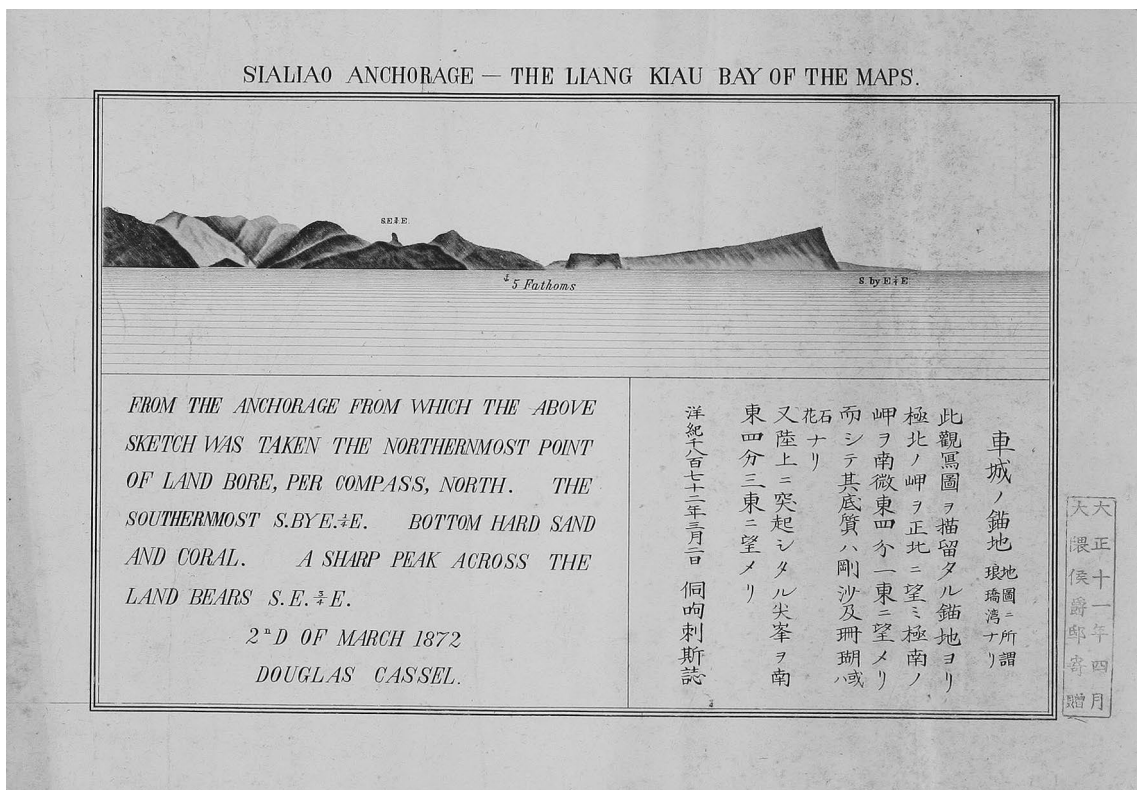 SIALIAO ANCHORAGE — THE LIANG KIAU BAY OF THE MAPS.
S.E.¾E.
5 Fathoms
S. by E.¼E
FROM THE ANCHORAGE FROM WHICH THE ABOVE
SKETCH WAS TAKEN THE NORTHERNMOST POINT
OF LAND BORE, PER COMPASS, NORTH. THE
SOUTHERNMOST S.BY E.¼E. BOTTOM HARD SAND
AND CORAL. A SHARP PEAK ACROSS THE
LAND BEARS S.E.¾E.
2ⁿD OF MARCH 1872
DOUGLAS CASSEL.
車城ノ錨地 地圖ニ所謂
琅璚湾ナリ
此觀寫圖ヲ描留タル錨地ヨリ
極北ノ岬ヲ正北ニ望ミ極南ノ
岬ヲ南微東四分一東ニ望メリ
而シテ其底質ハ剛沙及珊瑚或ハ
石花ナリ
又陸上ニ突起シタル尖峯ヲ南
東四分三東ニ望メリ
洋紀千八百七十二年三月二日 侗呴刺斯誌
大正十一年四月
大隈侯爵邸寄贈